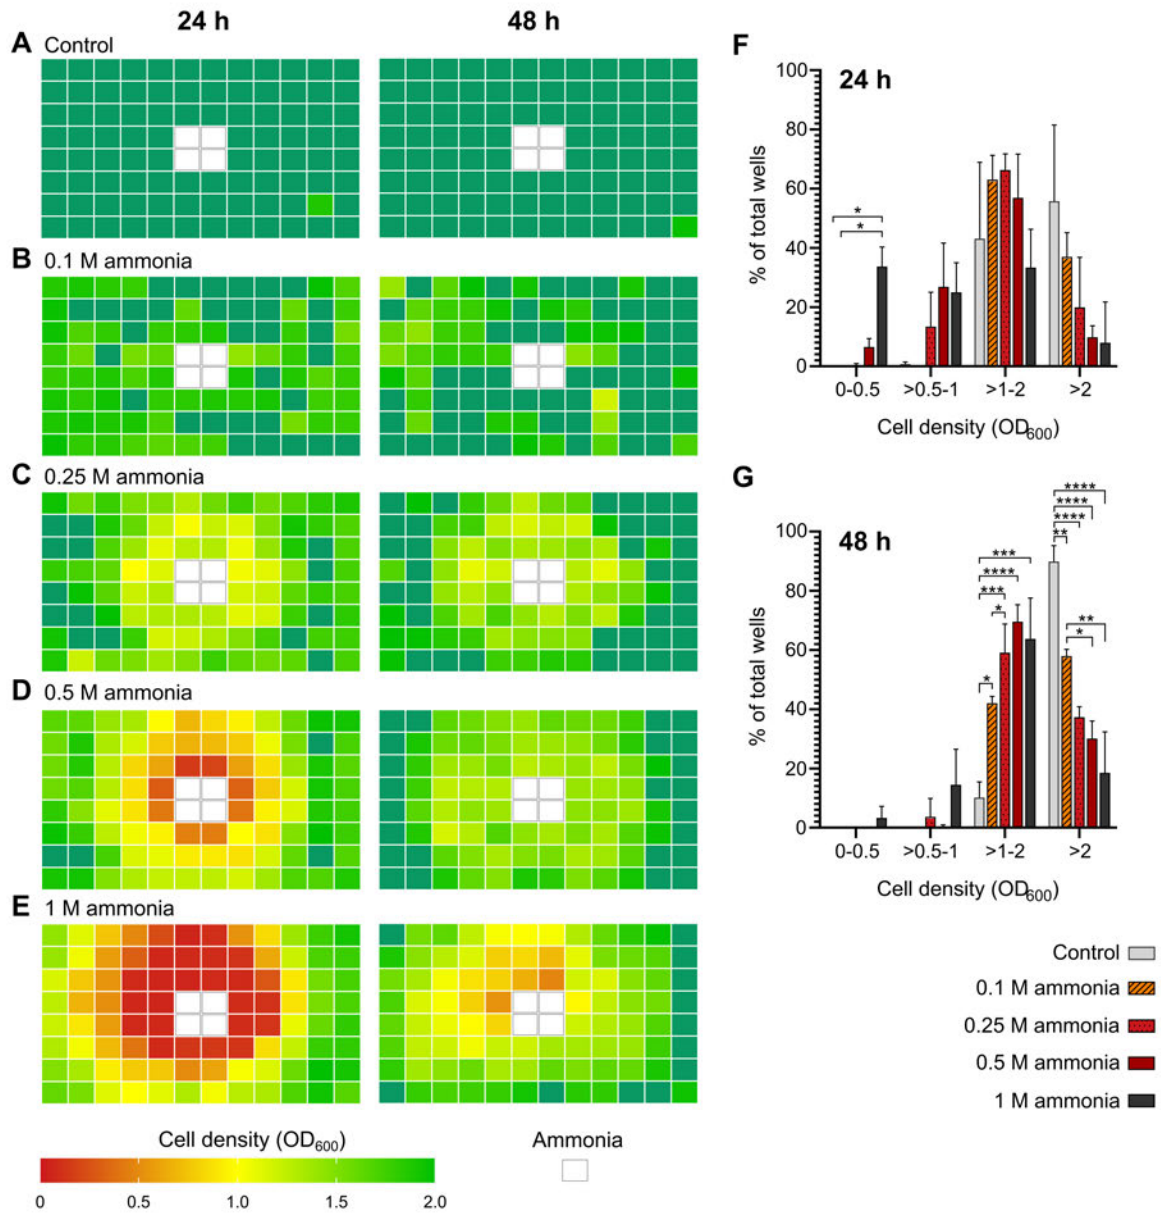 24 h
48 h
A Control
B 0.1 M ammonia
C 0.25 M ammonia
D 0.5 M ammonia
E 1 M ammonia
Cell density (OD600)
0 0.5 1.0 1.5 2.0
Ammonia
F
24 h
% of total wells
100
80
60
40
20
0
*
*
0-0.5 >0.5-1 >1-2 >2
Cell density (OD600)
G
48 h
% of total wells
100
80
60
40
20
0
*
*
***
****
***
**
****
****
****
*
**
0-0.5 >0.5-1 >1-2 >2
Cell density (OD600)
Control
0.1 M ammonia
0.25 M ammonia
0.5 M ammonia
1 M ammonia